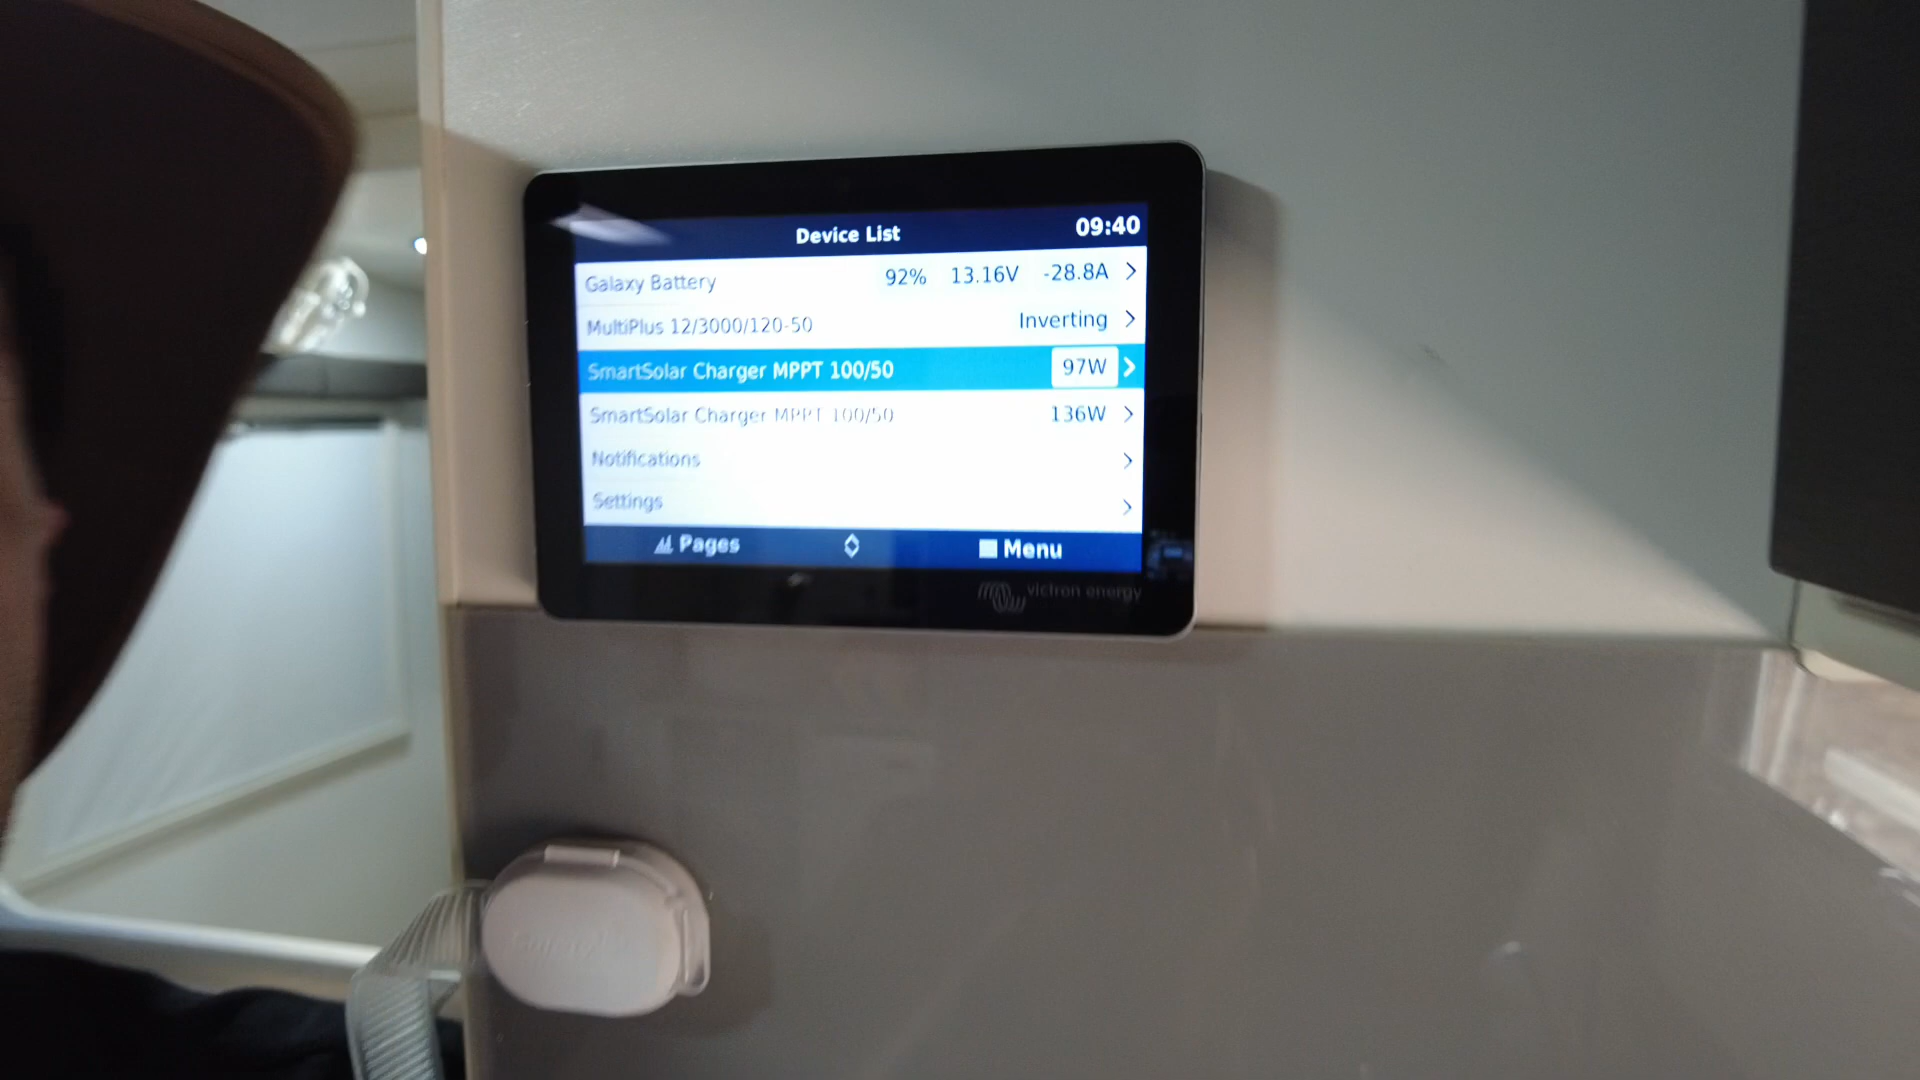 Device List 09:40
Galaxy Battery 92% 13.16V -28.8A
MultiPlus 12/3000/120-50 Inverting
SmartSolar Charger MPPT 100/50 97W
SmartSolar Charger MPPT 100/50 136W
Notifications
Settings
Pages Menu
victron energy